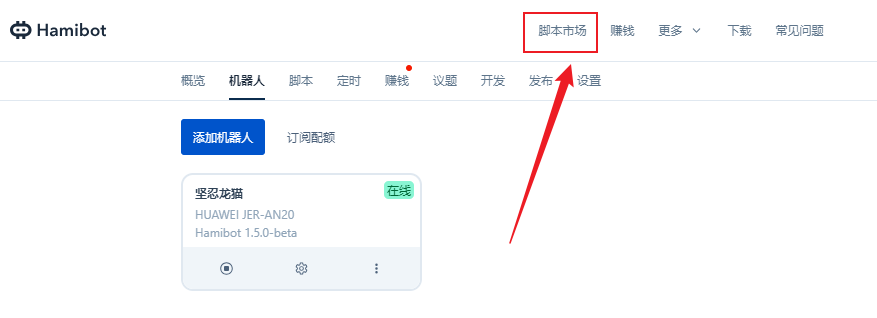 Hamibot 脚本市场 赚钱 更多 下载 常见问题
概览 机器人 脚本 定时 赚钱 议题 开发 发布 设置
添加机器人 订阅配额
坚忍龙猫 在线
HUAWEI JER-AN20
Hamibot 1.5.0-beta